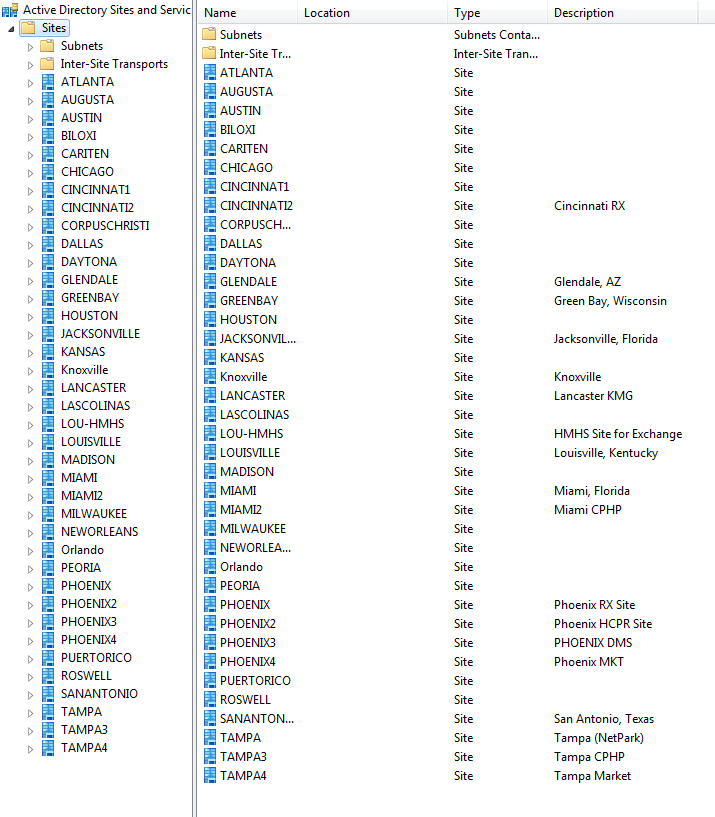 Active Directory Sites and Servic
Sites
Subnets
Inter-Site Transports
ATLANTA
AUGUSTA
AUSTIN
BILOXI
CARITEN
CHICAGO
CINCINNAT1
CINCINNATI2
CORPUSCHRISTI
DALLAS
DAYTONA
GLENDALE
GREENBAY
HOUSTON
JACKSONVILLE
KANSAS
Knoxville
LANCASTER
LASCOLINAS
LOU-HMHS
LOUISVILLE
MADISON
MIAMI
MIAMI2
MILWAUKEE
NEWORLEANS
Orlando
PEORIA
PHOENIX
PHOENIX2
PHOENIX3
PHOENIX4
PUERTORICO
ROSWELL
SANANTONIO
TAMPA
TAMPA3
TAMPA4
Name Location Type Description
Subnets Subnets Conta...
Inter-Site Tr... Inter-Site Tran...
ATLANTA Site
AUGUSTA Site
AUSTIN Site
BILOXI Site
CARITEN Site
CHICAGO Site
CINCINNAT1 Site
CINCINNATI2 Site Cincinnati RX
CORPUSCH... Site
DALLAS Site
DAYTONA Site
GLENDALE Site Glendale, AZ
GREENBAY Site Green Bay, Wisconsin
HOUSTON Site
JACKSONVIL... Site Jacksonville, Florida
KANSAS Site
Knoxville Site Knoxville
LANCASTER Site Lancaster KMG
LASCOLINAS Site
LOU-HMHS Site HMHS Site for Exchange
LOUISVILLE Site Louisville, Kentucky
MADISON Site
MIAMI Site Miami, Florida
MIAMI2 Site Miami CPHP
MILWAUKEE Site
NEWORLEA... Site
Orlando Site
PEORIA Site
PHOENIX Site Phoenix RX Site
PHOENIX2 Site Phoenix HCPR Site
PHOENIX3 Site PHOENIX DMS
PHOENIX4 Site Phoenix MKT
PUERTORICO Site
ROSWELL Site
SANANTON... Site San Antonio, Texas
TAMPA Site Tampa (NetPark)
TAMPA3 Site Tampa CPHP
TAMPA4 Site Tampa Market